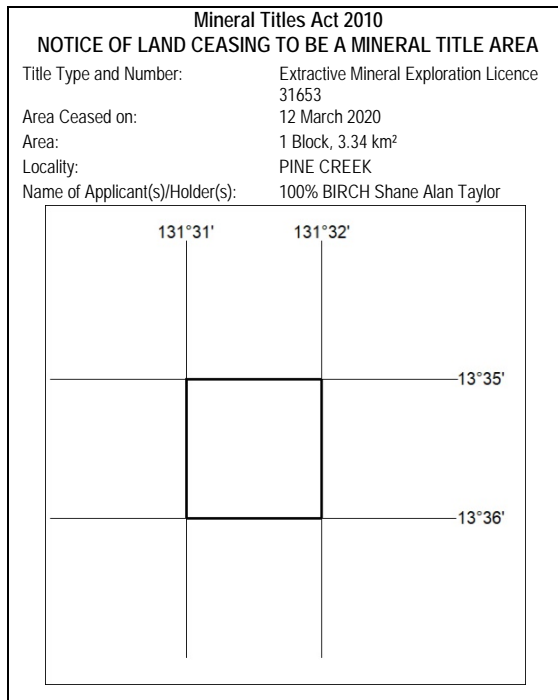 Mineral Titles Act 2010
NOTICE OF LAND CEASING TO BE A MINERAL TITLE AREA
Title Type and Number: Extractive Mineral Exploration Licence
31653
Area Ceased on: 12 March 2020
Area: 1 Block, 3.34 km²
Locality: PINE CREEK
Name of Applicant(s)/Holder(s): 100% BIRCH Shane Alan Taylor
131°31' 131°32'
13°35'
13°36'